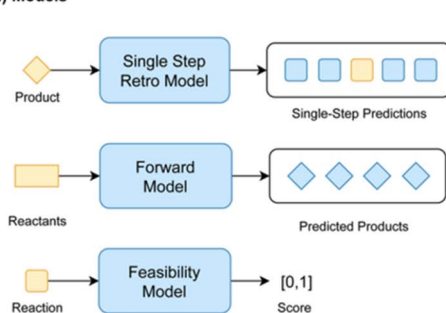 Models
Single Step
Retro Model
Product
Single-Step Predictions
Forward
Model
Reactants
Predicted Products
Feasibility
Model
[0,1]
Reaction
Score